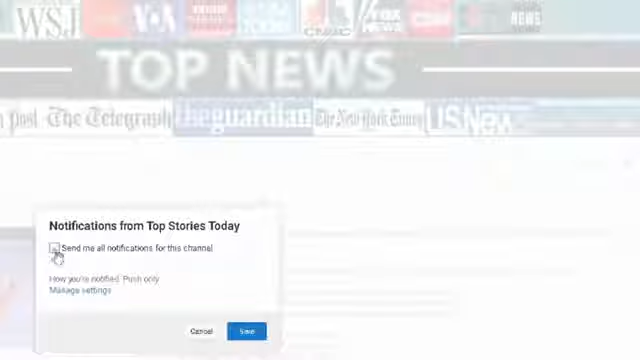 WSJ VOA CNBC FOX NEWS NEWS
TOP NEWS
Post The Telegraph theguardian The New York Times US News
Notifications from Top Stories Today
Send me all notifications for this channel
How you're notified: Push only
Manage settings
Cancel Save